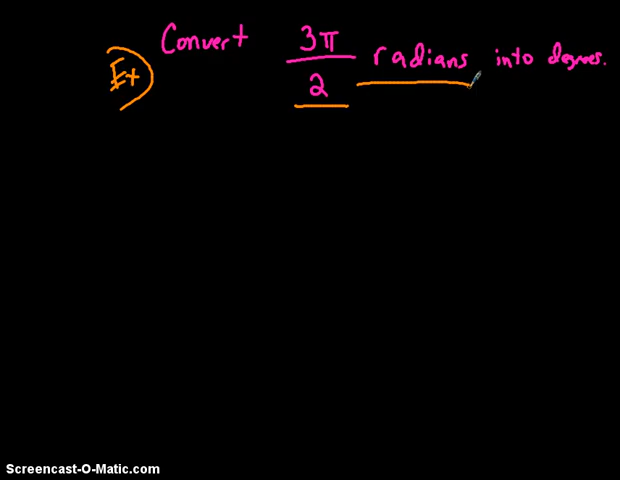 Ex) Convert 3π/2 radians into degrees.
Screencast-O-Matic.com